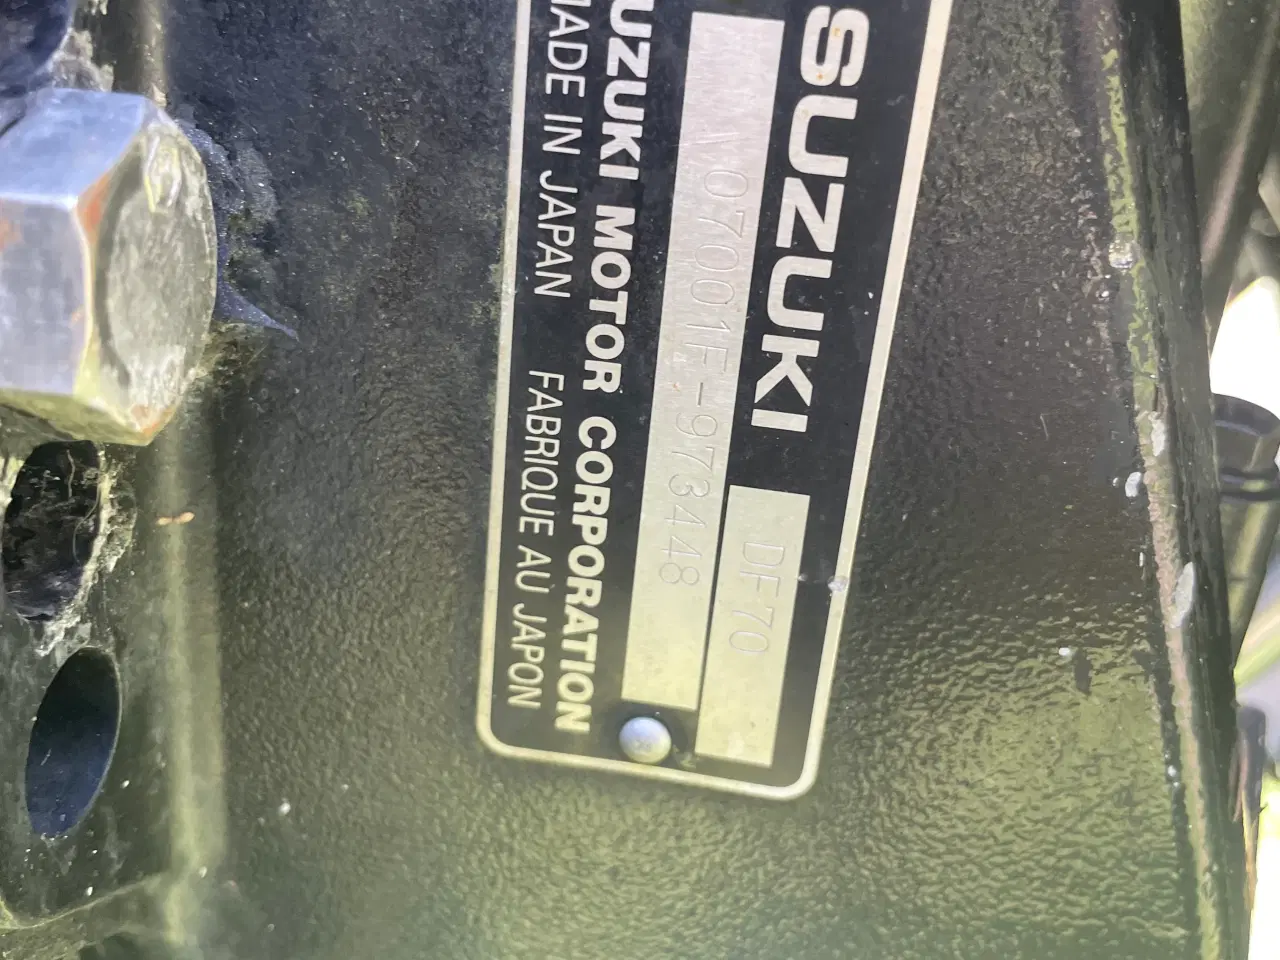 SUZUKI
DF70
07001F-973448
SUZUKI MOTOR CORPORATION
MADE IN JAPAN FABRIQUE AU JAPON